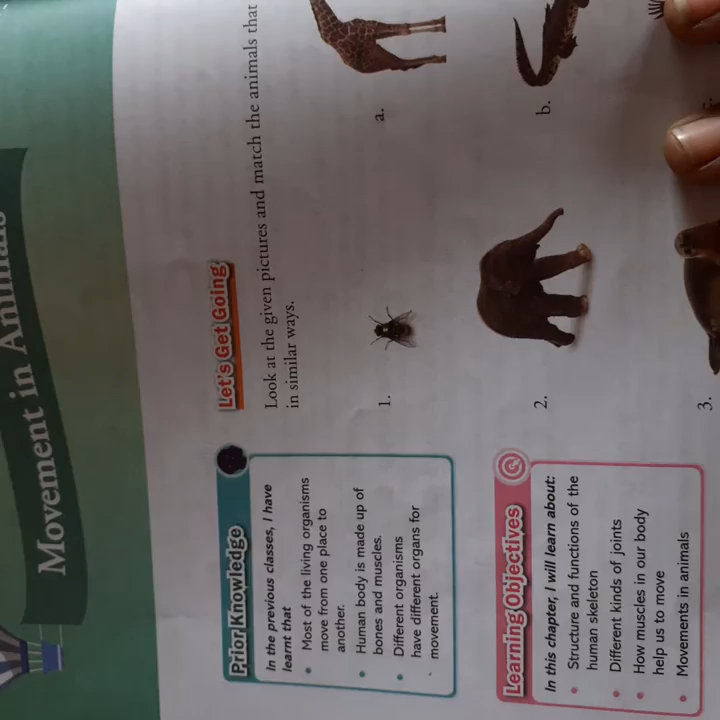 Movement in Animals
Prior Knowledge
In the previous classes, I have
learnt that
• Most of the living organisms
move from one place to
another.
• Human body is made up of
bones and muscles.
• Different organisms
have different organs for
movement.
Learning Objectives
In this chapter, I will learn about:
• Structure and functions of the
human skeleton
• Different kinds of joints
• How muscles in our body
help us to move
• Movements in animals
Let's Get Going
Look at the given pictures and match the animals that
in similar ways.
1.
a.
2.
b.
3.